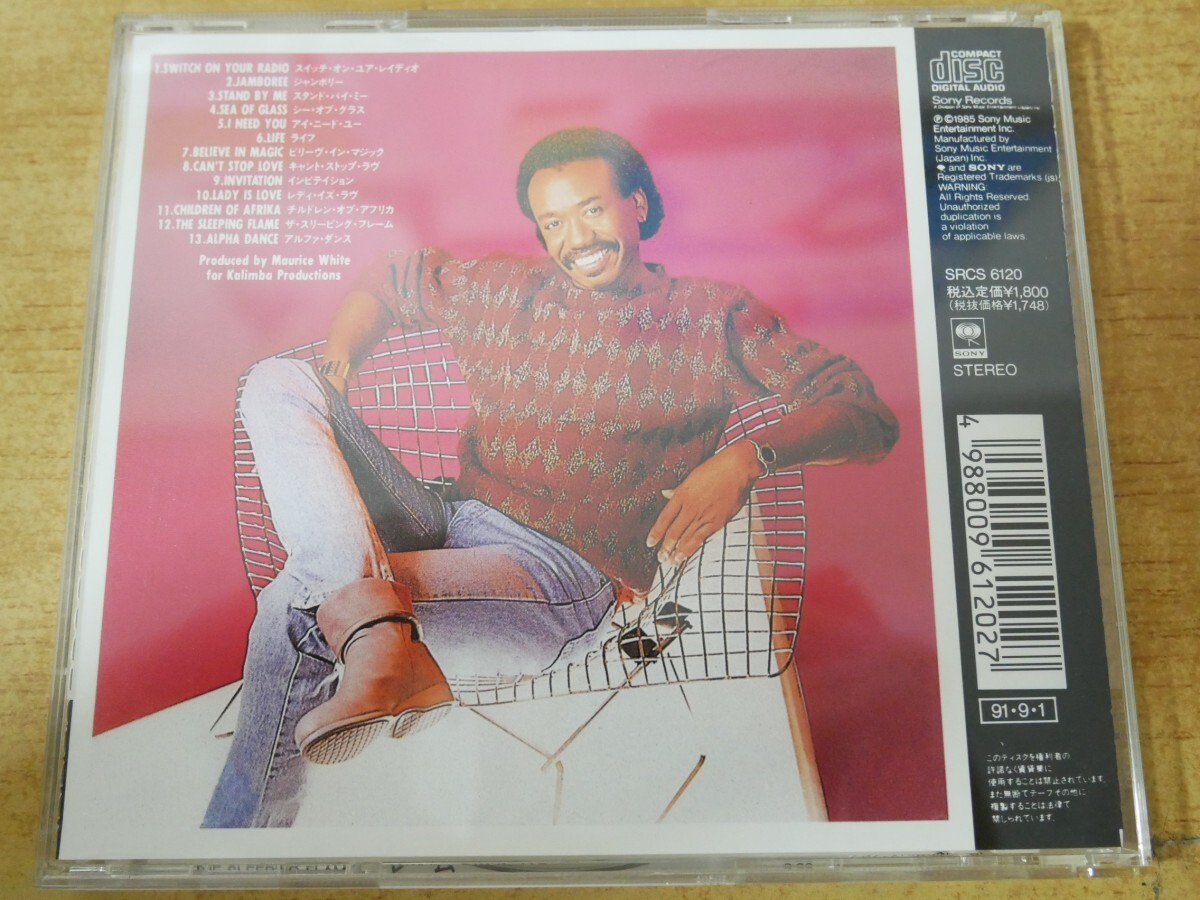 1.SWITCH ON YOUR RADIO スイッチ・オン・ユア・レイディオ
2.JAMBOREE ジャンボリー
3.STAND BY ME スタンド・バイ・ミー
4.SEA OF GLASS シー・オブ・グラス
5.I NEED YOU アイ・ニード・ユー
6.LIFE ライフ
7.BELIEVE IN MAGIC ビリーヴ・イン・マジック
8.CAN'T STOP LOVE キャント・ストップ・ラヴ
9.INVITATION インビテイション
10.LADY IS LOVE レディ・イズ・ラヴ
11.CHILDREN OF AFRIKA チルドレン・オブ・アフリカ
12.THE SLEEPING FLAME ザ・スリーピング・フレーム
13.ALPHA DANCE アルファ・ダンス
Produced by Maurice White
for Kalimba Productions
COMPACT
disc
DIGITAL AUDIO
Sony Records
Ⓟ©1985 Sony Music
Entertainment Inc.
Manufactured by
Sony Music Entertainment
(Japan) Inc.
and SONY are
Registered Trademarks.(js)
WARNING:
All Rights Reserved.
Unauthorized
duplication is
a violation
of applicable laws.
SRCS 6120
税込定価¥1,800
(税抜価格¥1,748)
SONY
STEREO
4 988009 612027
91・9・1
このディスクを権利者の
許諾なく賃貸業に
使用することは禁止されています。
また無断でテープその他に
複製することは法律で
禁じられています。